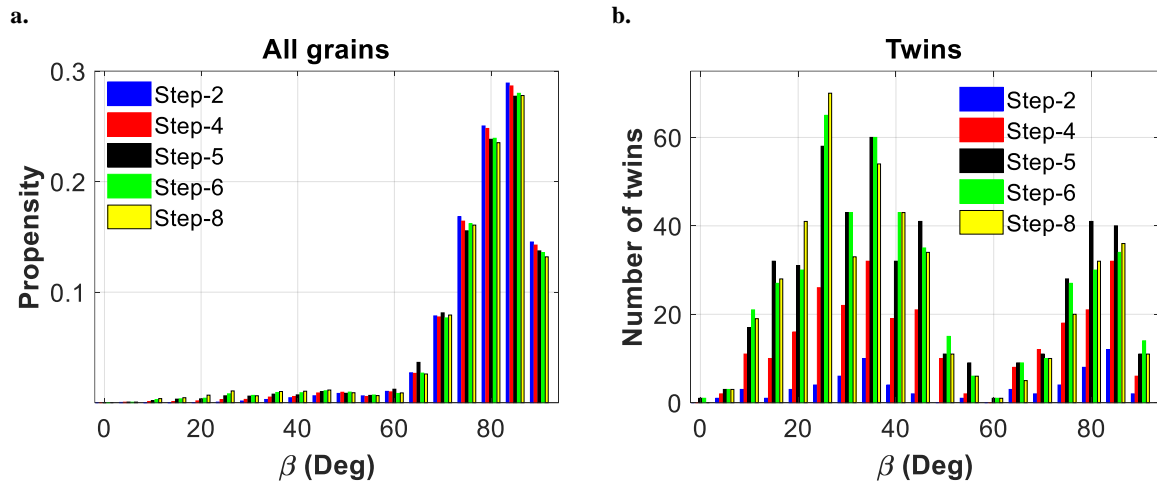 a.
All grains
Propensity
0.3
0.2
0.1
0
20
40
60
80
β (Deg)
Step-2
Step-4
Step-5
Step-6
Step-8
b.
Twins
Number of twins
60
40
20
0
0
20
40
60
80
β (Deg)
Step-2
Step-4
Step-5
Step-6
Step-8